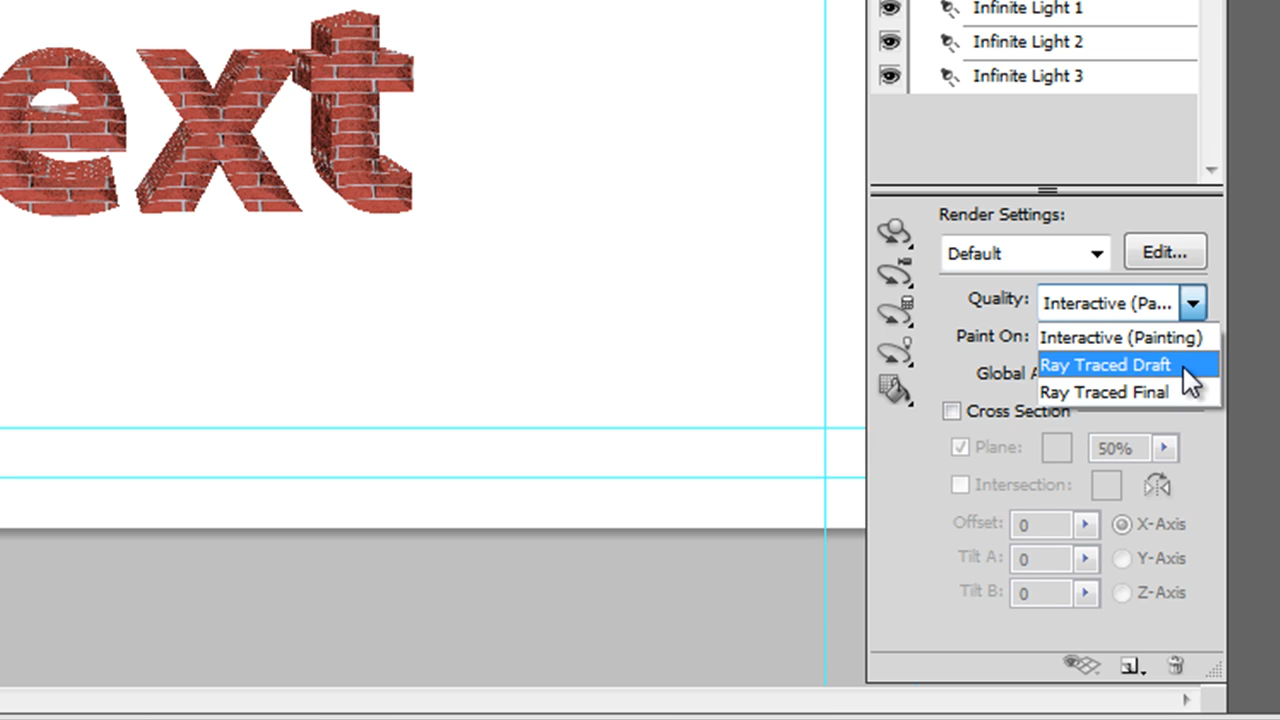 Infinite Light 1
Infinite Light 2
Infinite Light 3
ext
Render Settings:
Default
Edit...
Quality:
Interactive (Pa...
Paint On:
Interactive (Painting)
Ray Traced Draft
Global A
Ray Traced Final
Cross Section
Plane:
50%
Intersection:
Offset:
0
X-Axis
Tilt A:
0
Y-Axis
Tilt B:
0
Z-Axis